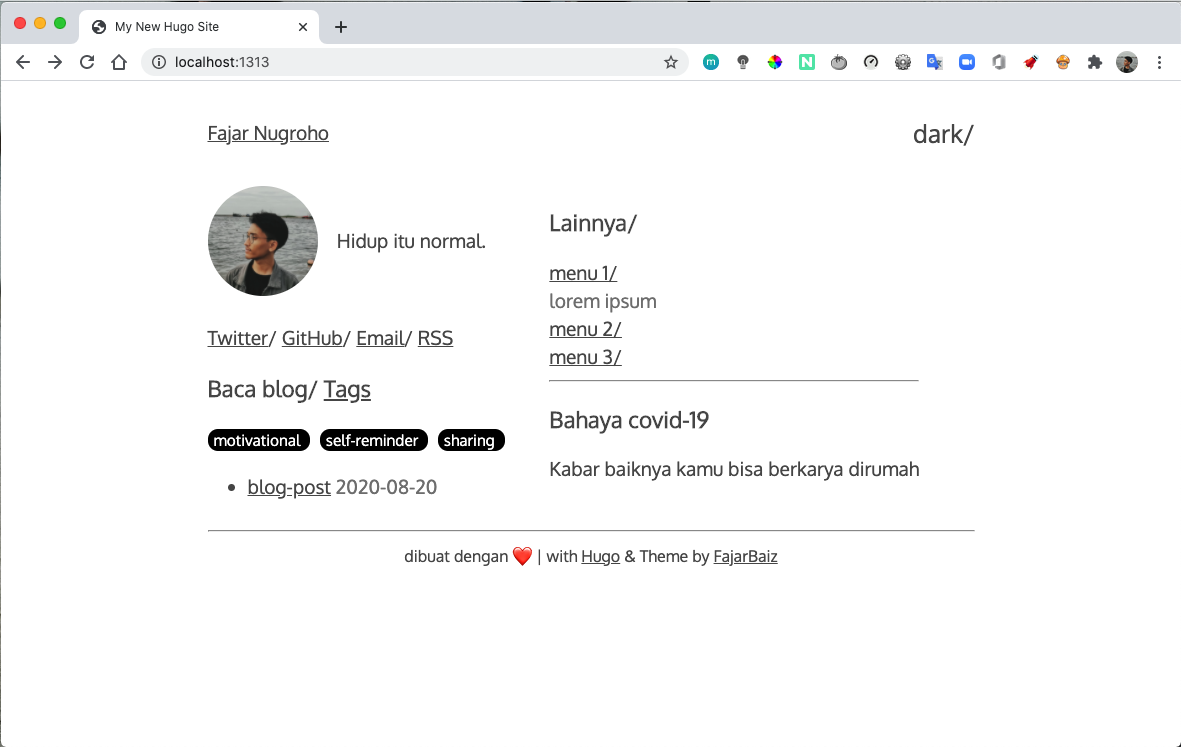 My New Hugo Site
localhost:1313
Fajar Nugroho
dark/
Hidup itu normal.
Twitter/ GitHub/ Email/ RSS
Baca blog/ Tags
motivational self-reminder sharing
blog-post 2020-08-20
Lainnya/
menu 1/
lorem ipsum
menu 2/
menu 3/
Bahaya covid-19
Kabar baiknya kamu bisa berkarya dirumah
dibuat dengan ❤️ | with Hugo & Theme by FajarBaiz